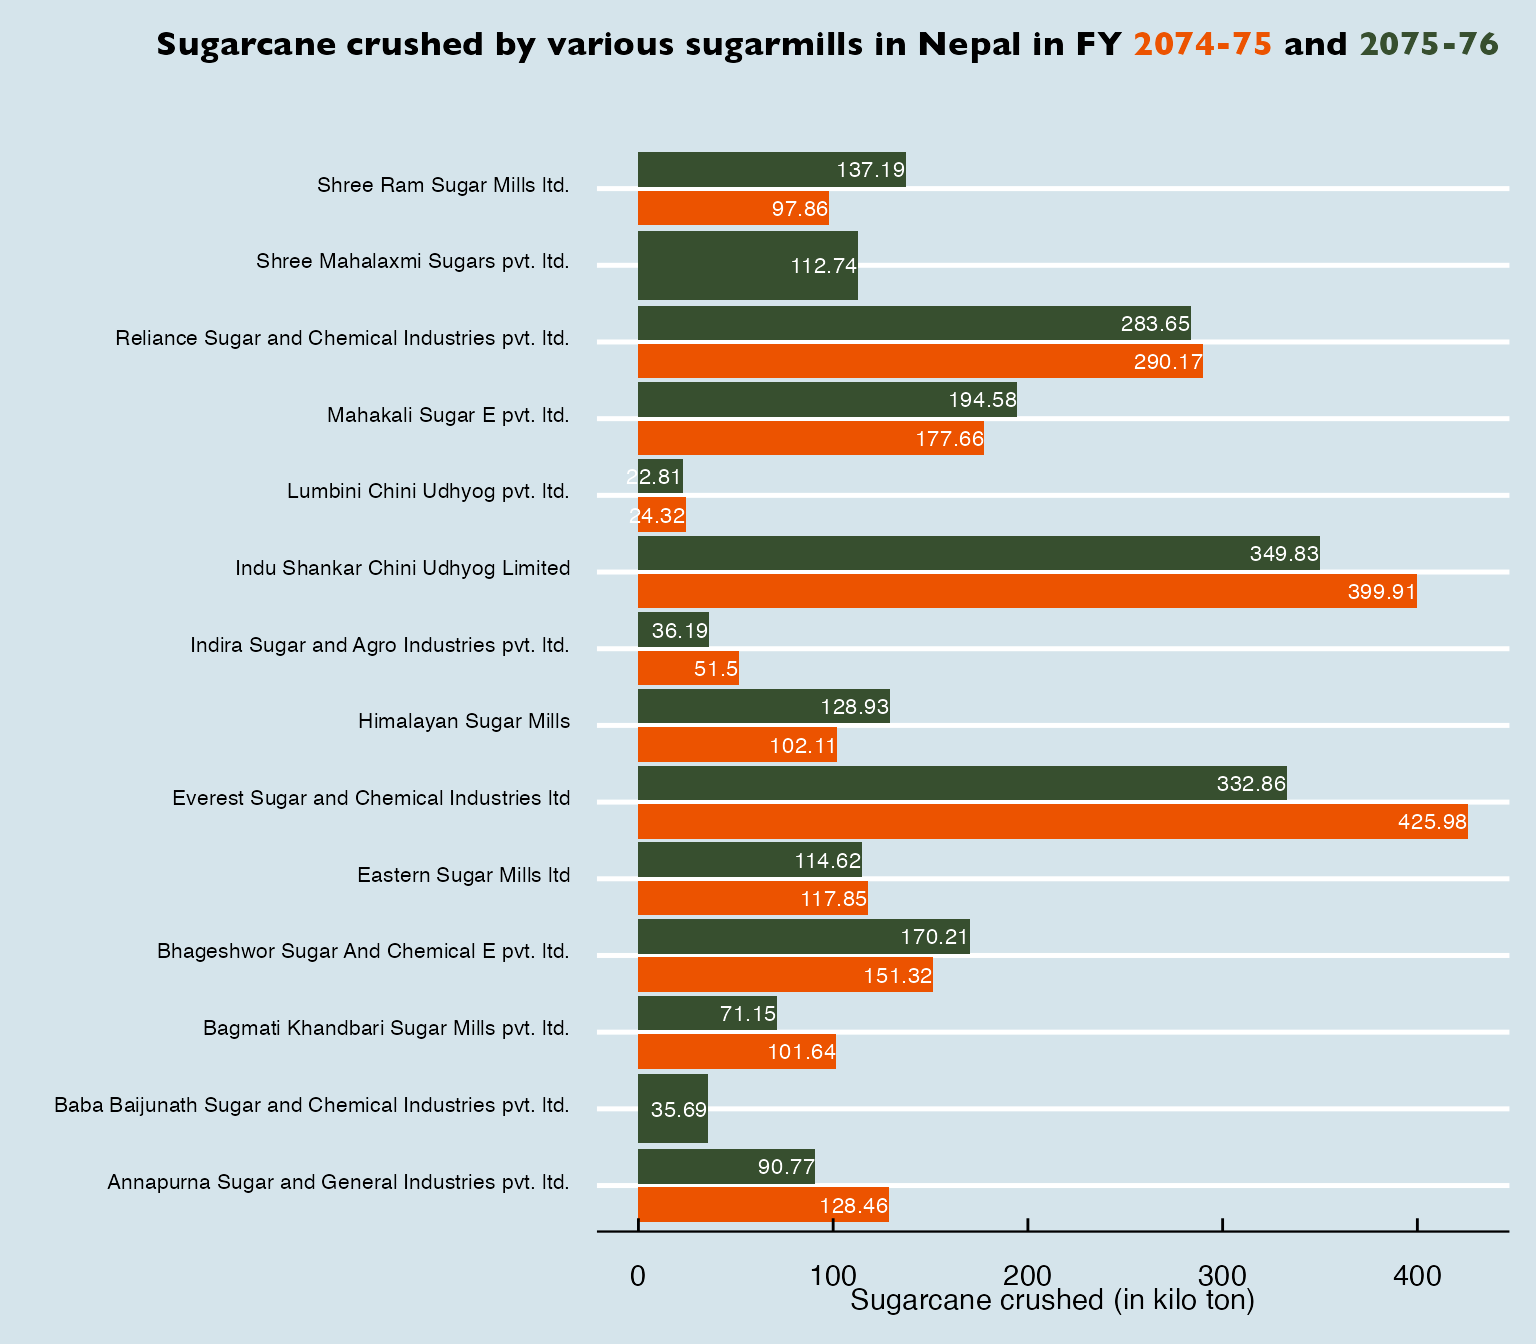 Sugarcane crushed by various sugarmills in Nepal in FY 2074-75 and 2075-76
Shree Ram Sugar Mills ltd.
137.19
97.86
Shree Mahalaxmi Sugars pvt. ltd.
112.74
Reliance Sugar and Chemical Industries pvt. ltd.
283.65
290.17
Mahakali Sugar E pvt. ltd.
194.58
177.66
Lumbini Chini Udhyog pvt. ltd.
22.81
24.32
Indu Shankar Chini Udhyog Limited
349.83
399.91
Indira Sugar and Agro Industries pvt. ltd.
36.19
51.5
Himalayan Sugar Mills
128.93
102.11
Everest Sugar and Chemical Industries ltd
332.86
425.98
Eastern Sugar Mills ltd
114.62
117.85
Bhageshwor Sugar And Chemical E pvt. ltd.
170.21
151.32
Bagmati Khandbari Sugar Mills pvt. ltd.
71.15
101.64
Baba Baijunath Sugar and Chemical Industries pvt. ltd.
35.69
Annapurna Sugar and General Industries pvt. ltd.
90.77
128.46
0 100 200 300 400
Sugarcane crushed (in kilo ton)